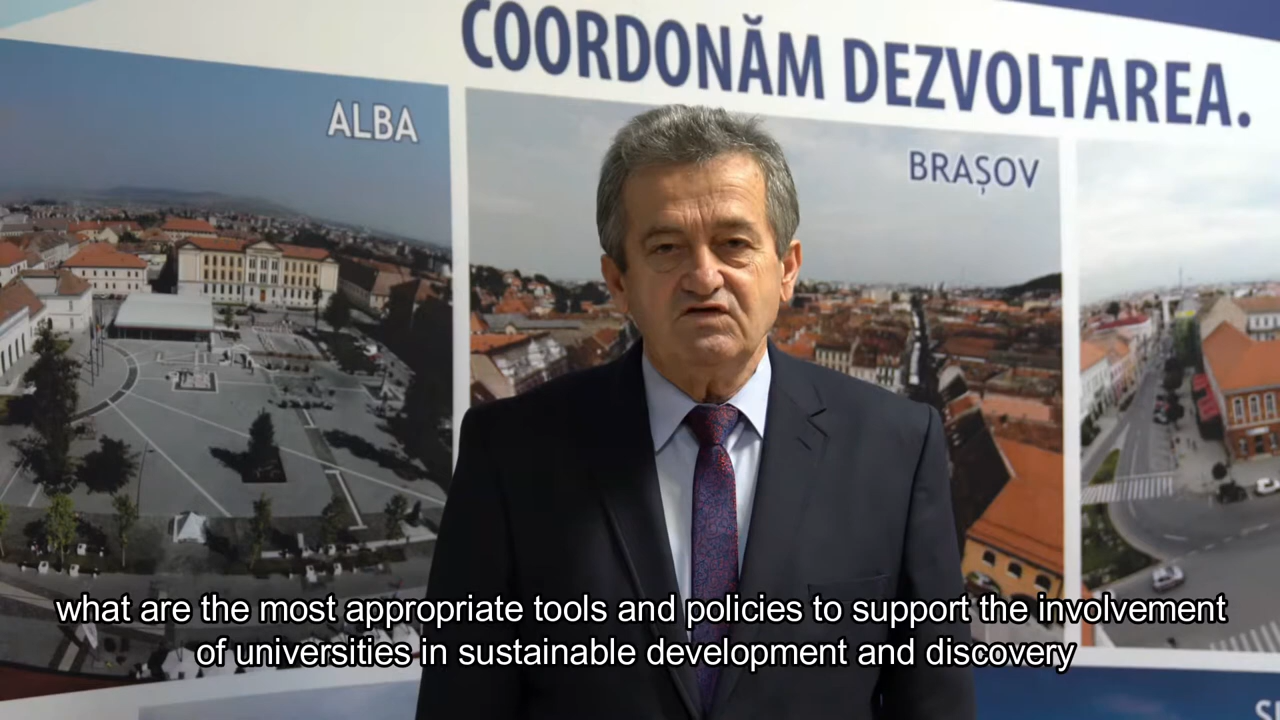 COORDONĂM DEZVOLTAREA.
ALBA
BRAȘOV
what are the most appropriate tools and policies to support the involvement
of universities in sustainable development and discovery